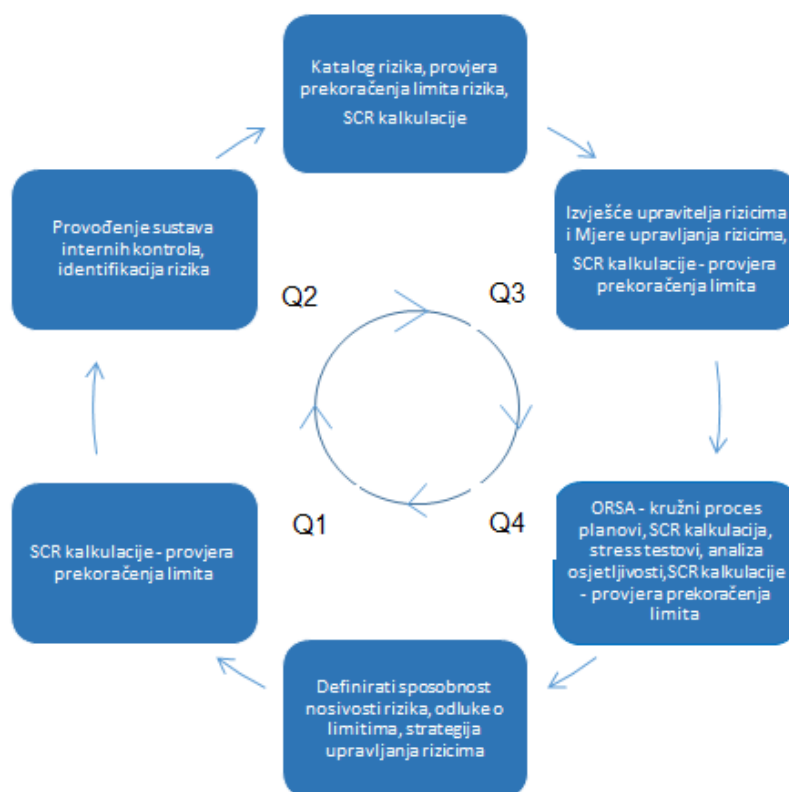 Katalog rizika, provjera
prekoračenja limita rizika,
SCR kalkulacije
Provođenje sustava
internih kontrola,
identifikacija rizika
Izvješće upravitelja rizicima
i Mjere upravljanja rizicima,
SCR kalkulacije - provjera
prekoračenja limita
Q2
Q3
Q1
Q4
SCR kalkulacije - provjera
prekoračenja limita
ORSA - kružni proces
planovi, SCR kalkulacija,
stress testovi, analiza
osjetljivosti,SCR kalkulacije
- provjera prekoračenja
limita
Definirati sposobnost
nosivosti rizika, odluke o
limitima, strategija
upravljanja rizicima